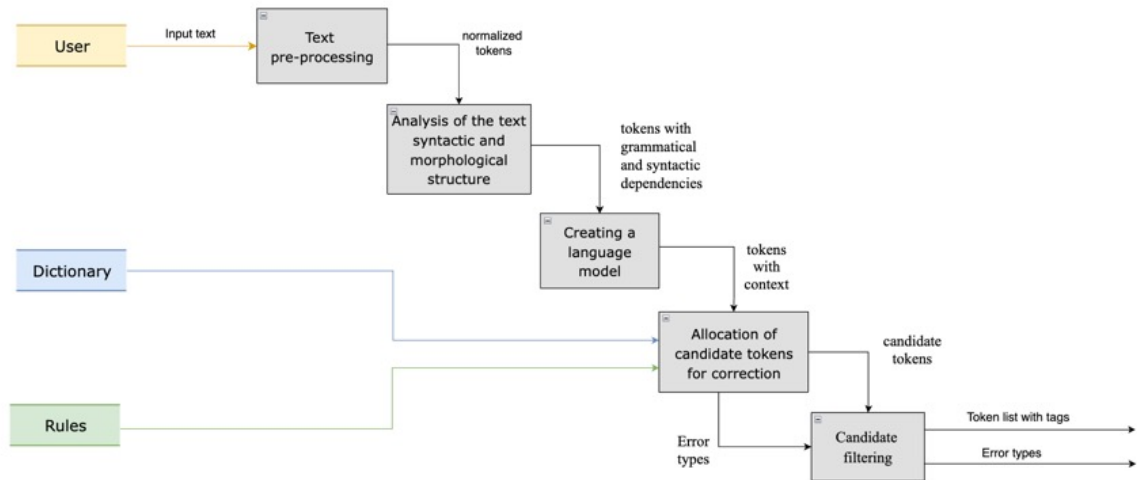 User
Input text
Text
pre-processing
normalized
tokens
Analysis of the text
syntactic and
morphological
structure
tokens with
grammatical
and syntactic
dependencies
Creating a
language
model
tokens
with
context
Dictionary
Allocation of
candidate tokens
for correction
candidate
tokens
Rules
Error
types
Candidate
filtering
Token list with tags
Error types